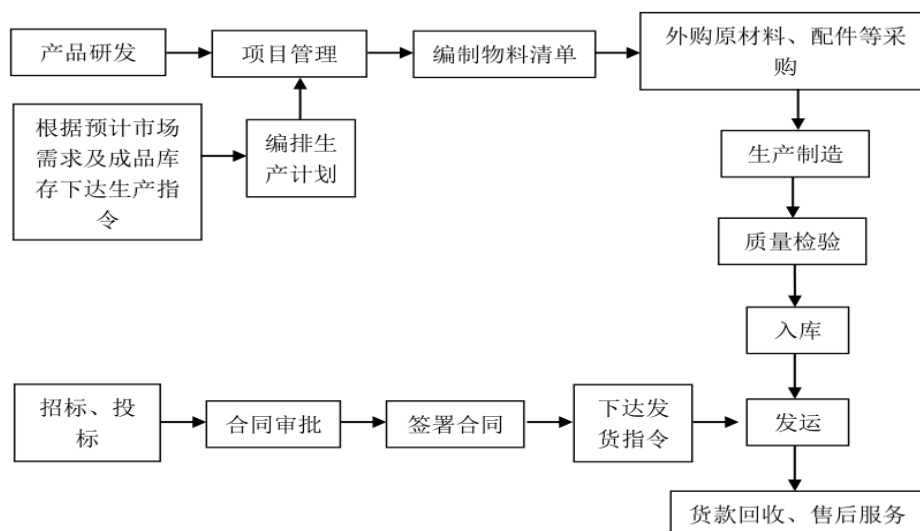 产品研发
项目管理
编制物料清单
外购原材料、配件等采
购
根据预计市场
需求及成品库
存下达生产指
令
编排生
产计划
生产制造
质量检验
入库
招标、投
标
合同审批
签署合同
下达发
货指令
发运
货款回收、售后服务